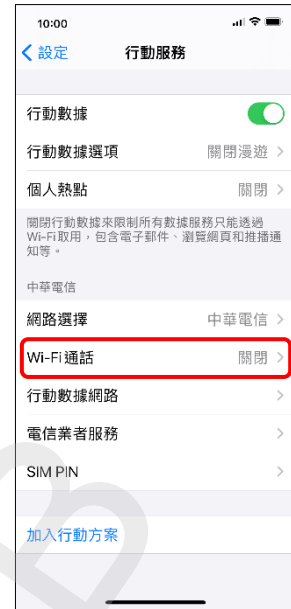 10:00
設定 行動服務
行動數據
行動數據選項 關閉漫遊
個人熱點 關閉
關閉行動數據來限制所有數據服務只能透過
Wi-Fi取用，包含電子郵件、瀏覽網頁和推播通
知等。
中華電信
網路選擇 中華電信
Wi-Fi通話 關閉
行動數據網路
電信業者服務
SIM PIN
加入行動方案